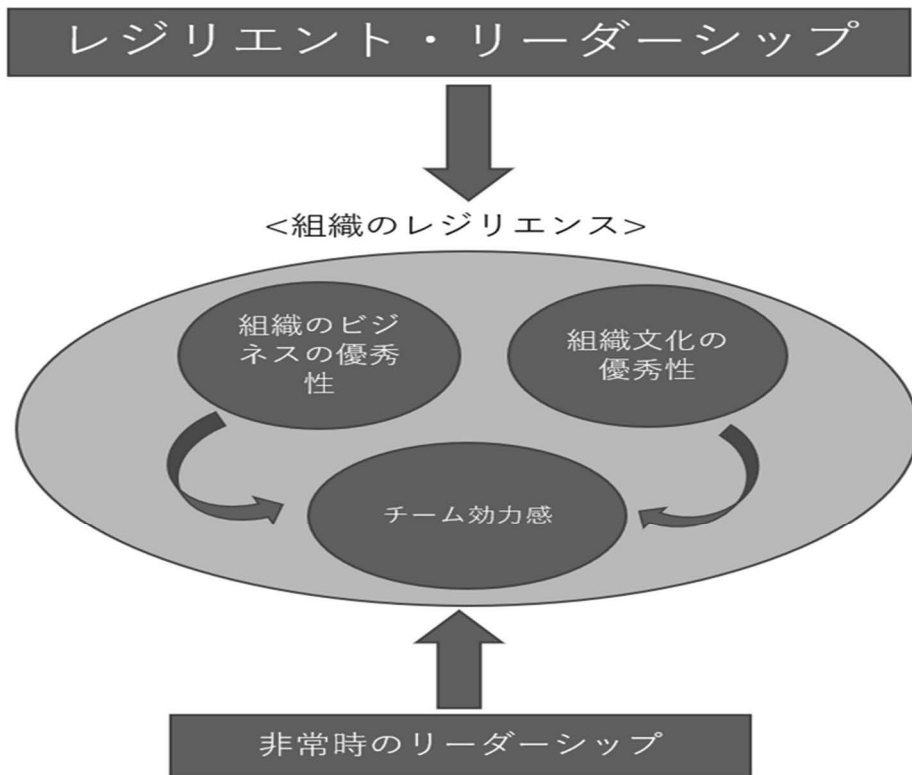 レジリエント・リーダーシップ
<組織のレジリエンス>
組織のビジ
ネスの優秀
性
組織文化の
優秀性
チーム効力感
非常時のリーダーシップ